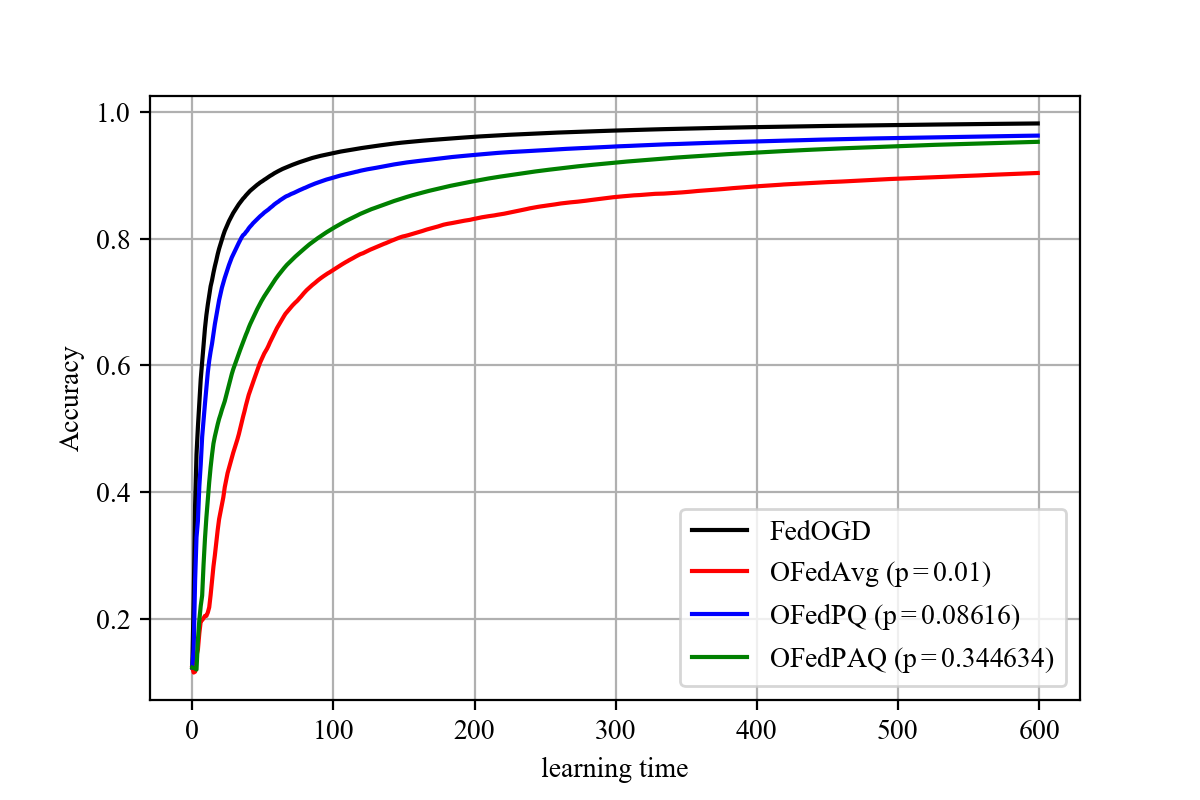 1.0
0.8
0.6
0.4
0.2
Accuracy
FedOGD
OFedAvg (p=0.01)
OFedPQ (p=0.08616)
OFedPAQ (p=0.344634)
0 100 200 300 400 500 600
learning time